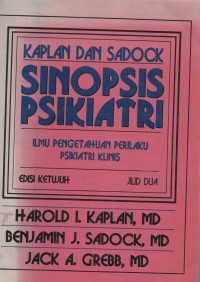 KAPLAN DAN SADOCK
SINOPSIS
PSIKIATRI
ILMU PENGETAHUAN PERILAKU
PSIKIATRI KLINIS
EDISI KETUJUH JILID DUA
HAROLD I. KAPLAN, MD
BENJAMIN J. SADOCK, MD
JACK A. GREBB, MD